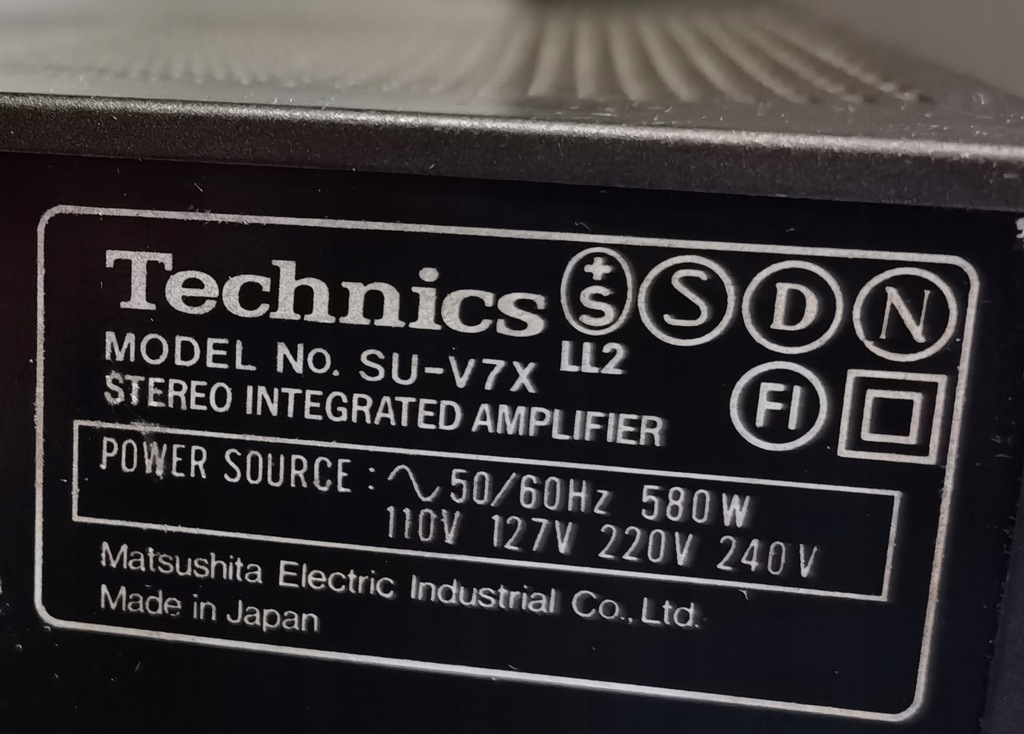 Technics +S S D N
MODEL No. SU-V7X LL2
STEREO INTEGRATED AMPLIFIER FI
POWER SOURCE : ∿ 50/60Hz 580W
110V 127V 220V 240V
Matsushita Electric Industrial Co., Ltd.
Made in Japan